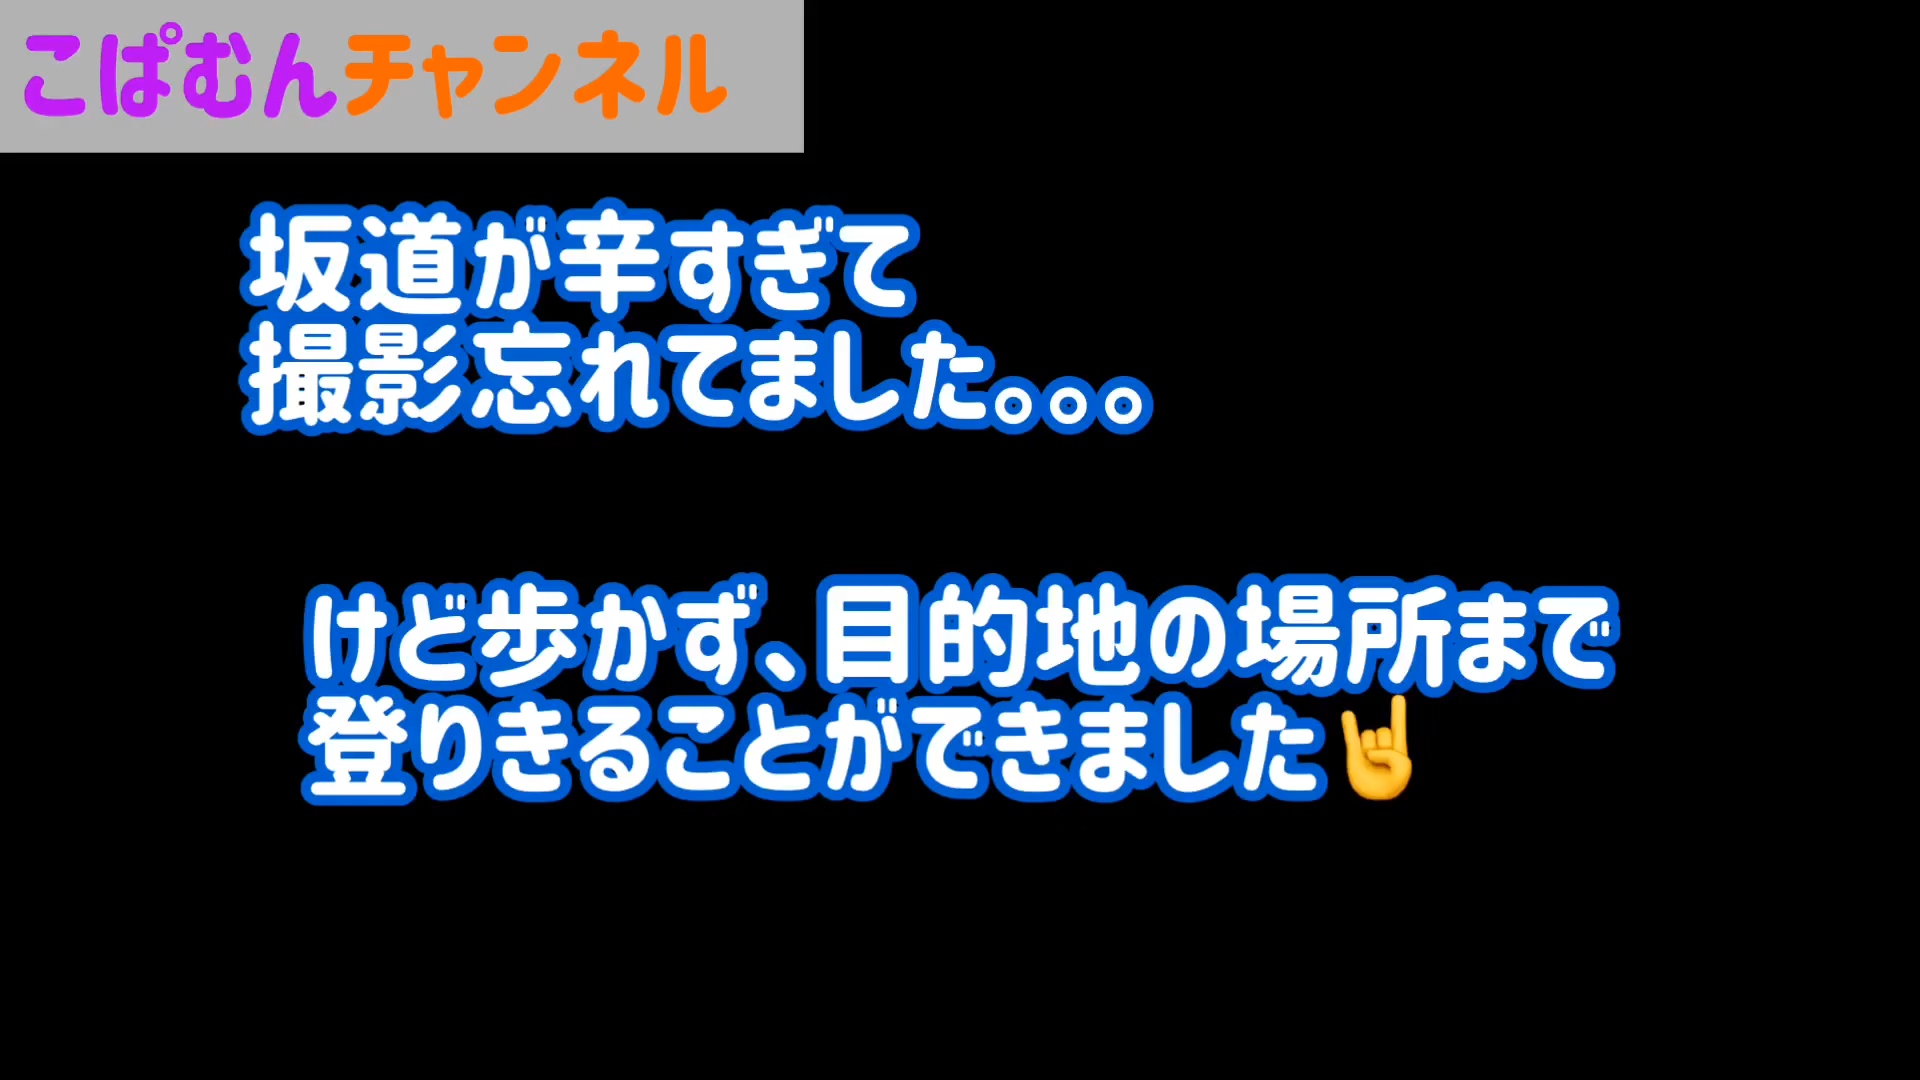 こぱむんチャンネル
坂道が辛すぎて
撮影忘れてました。。。
けど歩かず、目的地の場所まで
登りきることができました🤘